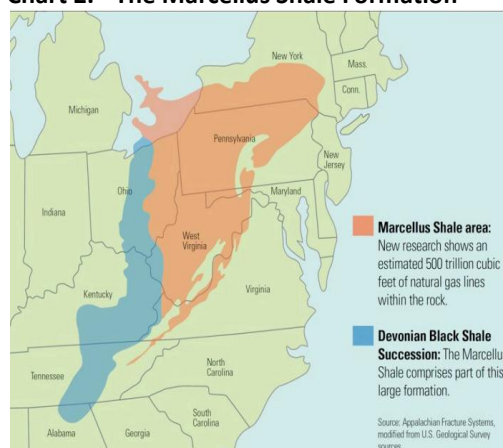 Chart 2: The Marcellus Shale Formation
New York
Mass.
Conn.
Michigan
Pennsylvania
New
Jersey
Ohio
Maryland
Indiana
West
Virginia
Virginia
Kentucky
North
Carolina
Tennessee
South
Carolina
Alabama
Georgia
Marcellus Shale area:
New research shows an
estimated 500 trillion cubic
feet of natural gas lines
within the rock.
Devonian Black Shale
Succession: The Marcellu
Shale comprises part of this
large formation.
Source: Appalachian Fracture Systems,
modified from U.S. Geological Survey
sources